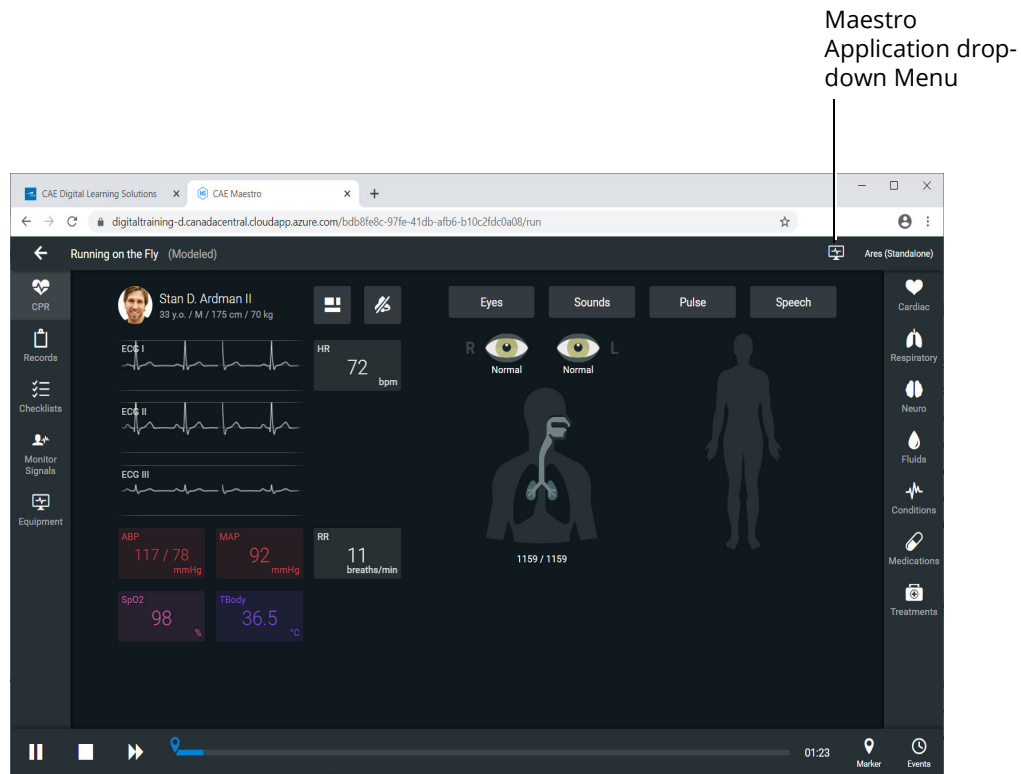 Maestro
Application drop-
down Menu
CAE Digital Learning Solutions
CAE Maestro
digitaltraining-d.canadacentral.cloudapp.azure.com/bdb8fe8c-97fe-41db-afb6-b10c2fdc0a08/run
Running on the Fly (Modeled)
Ares (Standalone)
CPR
Records
Checklists
Monitor
Signals
Equipment
Stan D. Ardman II
33 y.o. / M / 175 cm / 70 kg
ECG I
HR
72
bpm
ECG II
ECG III
ABP
117 / 78
mmHg
MAP
92
mmHg
RR
11
breaths/min
SpO2
98
%
TBody
36.5
°C
Eyes
Sounds
Pulse
Speech
R
L
Normal
Normal
1159 / 1159
Cardiac
Respiratory
Neuro
Fluids
Conditions
Medications
Treatments
01:23
Marker
Events